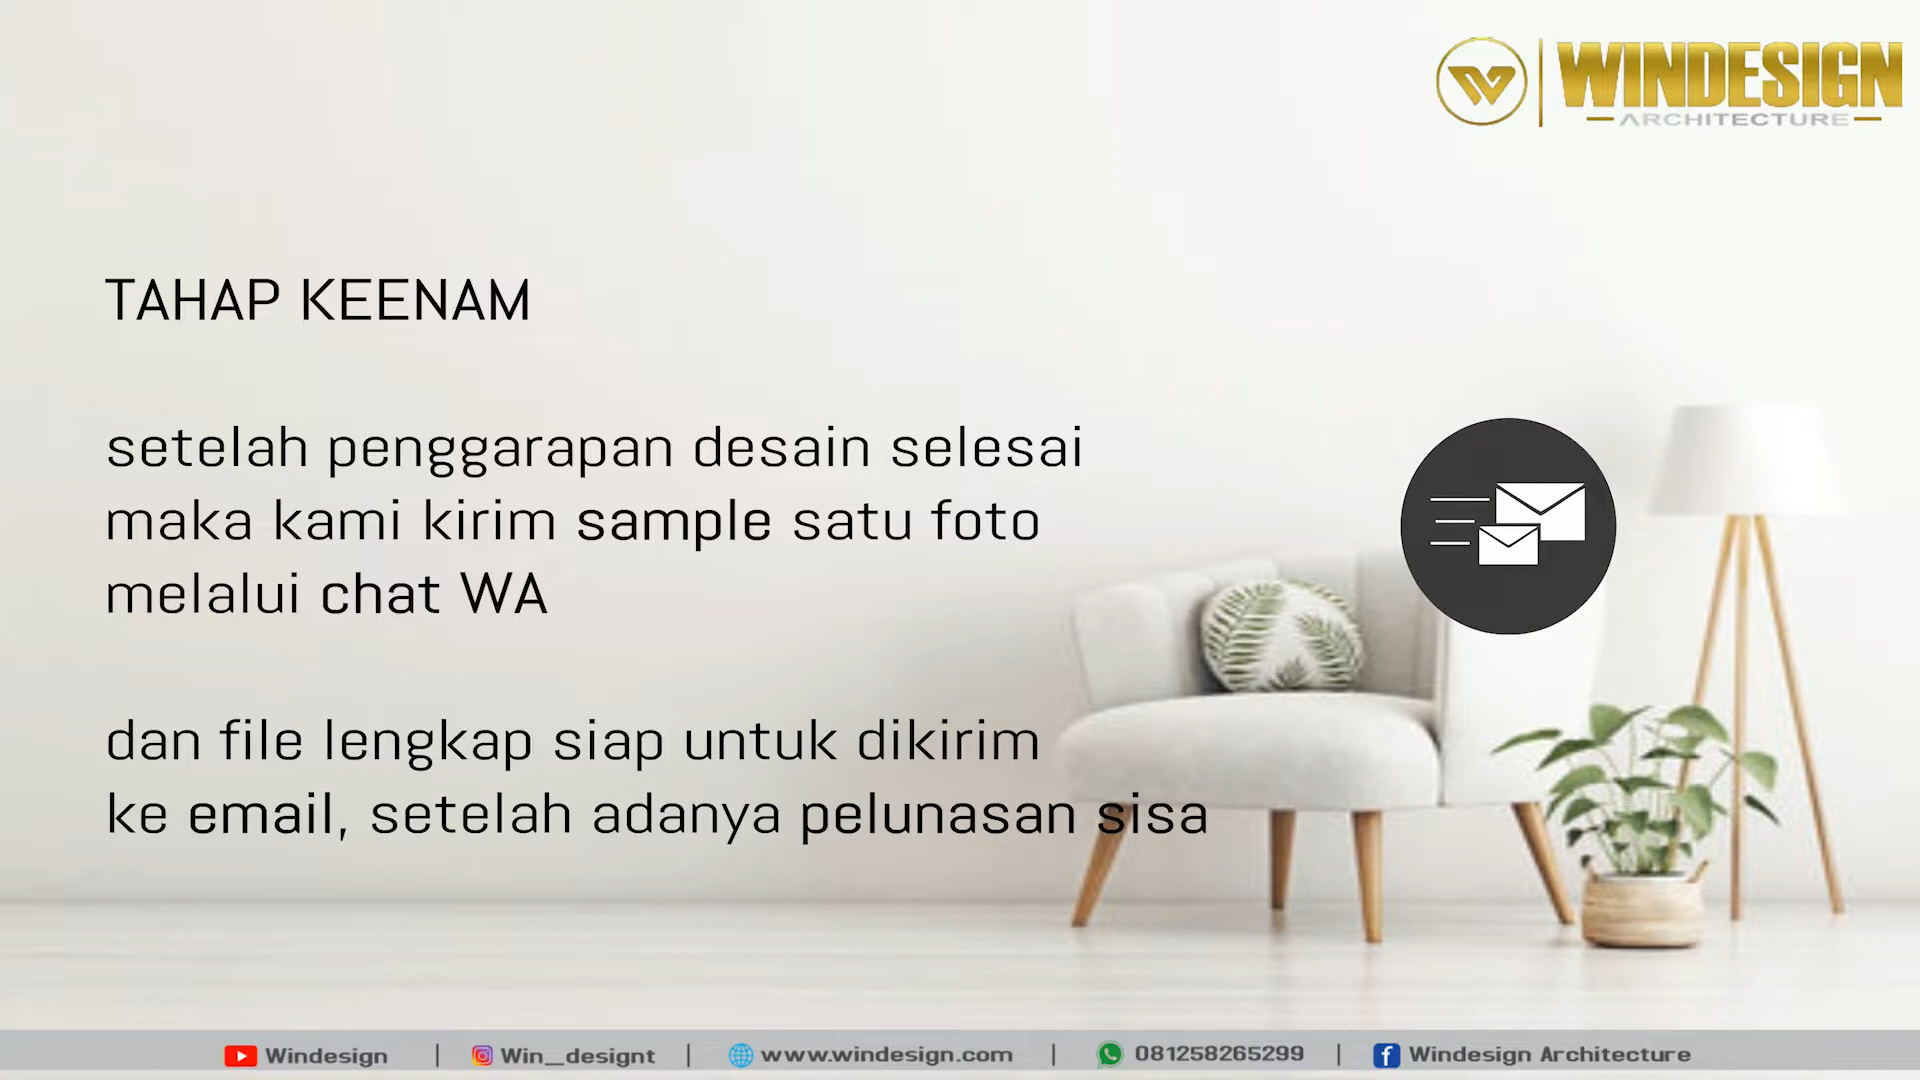 WINDESIGN
ARCHITECTURE
TAHAP KEENAM
setelah penggarapan desain selesai
maka kami kirim sample satu foto
melalui chat WA
dan file lengkap siap untuk dikirim
ke email, setelah adanya pelunasan sisa
Windesign | Win_designt | www.windesign.com | 081258265299 | Windesign Architecture